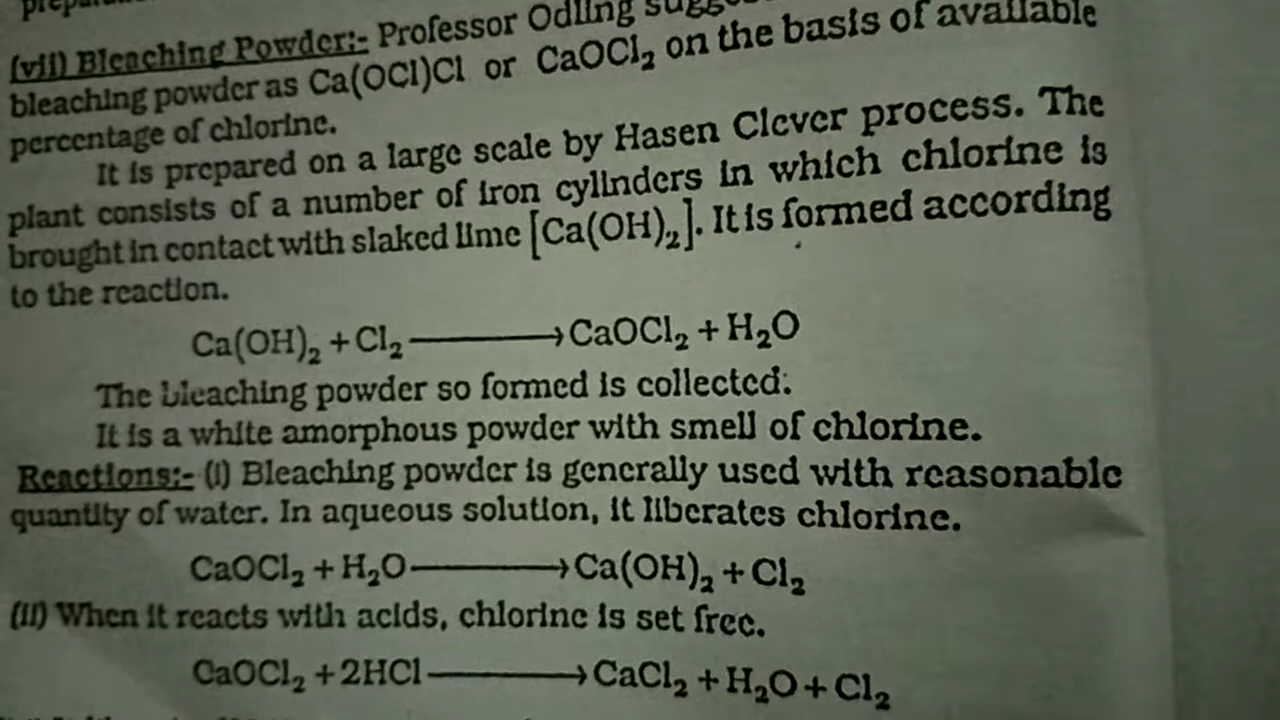 (vii) Bleaching Powder:- Professor Odling
bleaching powder as Ca(OCl)Cl or CaOCl₂ on the basis of available
percentage of chlorine.
It is prepared on a large scale by Hasen Clever process. The
plant consists of a number of iron cylinders in which chlorine is
brought in contact with slaked lime [Ca(OH)₂]. It is formed according
to the reaction.
Ca(OH)₂ + Cl₂ ⟶ CaOCl₂ + H₂O
The bleaching powder so formed is collected.
It is a white amorphous powder with smell of chlorine.
Reactions:- (i) Bleaching powder is generally used with reasonable
quantity of water. In aqueous solution, it liberates chlorine.
CaOCl₂ + H₂O ⟶ Ca(OH)₂ + Cl₂
(ii) When it reacts with acids, chlorine is set free.
CaOCl₂ + 2HCl ⟶ CaCl₂ + H₂O + Cl₂